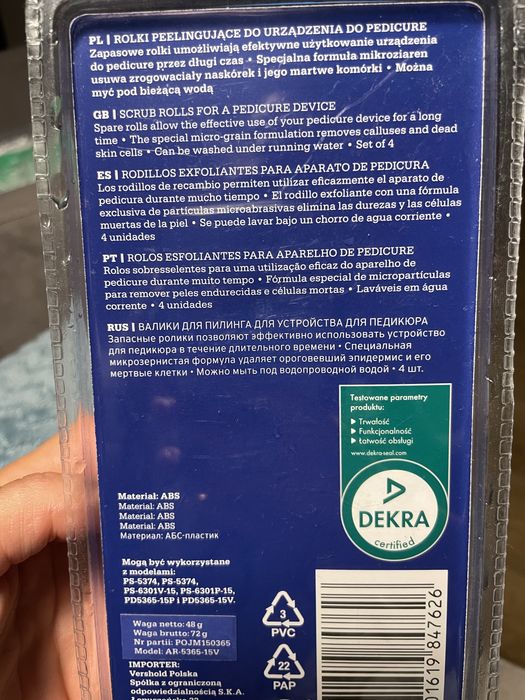 PL | ROLKI PEELINGUJĄCE DO URZĄDZENIA DO PEDICURE
Zapasowe rolki umożliwiają efektywne użytkowanie urządzenia
do pedicure przez długi czas • Specjalna formuła mikroziaren
usuwa zrogowaciały naskórek i jego martwe komórki • Można
myć pod bieżącą wodą
GB | SCRUB ROLLS FOR A PEDICURE DEVICE
Spare rolls allow the effective use of your pedicure device for a long
time • The special micro-grain formulation removes calluses and dead
skin cells • Can be washed under running water • Set of 4
ES | RODILLOS EXFOLIANTES PARA APARATO DE PEDICURA
Los rodillos de recambio permiten utilizar eficazmente el aparato de
pedicura durante mucho tiempo • El rodillo exfoliante con una fórmula
exclusiva de partículas microabrasivas elimina las durezas y las células
muertas de la piel • Se puede lavar bajo un chorro de agua corriente •
4 unidades
PT | ROLOS ESFOLIANTES PARA APARELHO DE PEDICURE
Rolos sobresselentes para uma utilização eficaz do aparelho de
pedicure durante muito tempo • Fórmula especial de micropartículas
para remover peles endurecidas e células mortas • Laváveis em água
corrente • 4 unidades
RUS | ВАЛИКИ ДЛЯ ПИЛИНГА ДЛЯ УСТРОЙСТВА ДЛЯ ПЕДИКЮРА
Запасные ролики позволяют эффективно использовать устройство
для педикюра в течение длительного времени • Специальная
микрозернистая формула удаляет ороговевший эпидермис и его
мертвые клетки • Можно мыть под водопроводной водой • 4 шт.
Testowane parametry
produktu:
Trwałość
Funkcjonalność
Łatwość obsługi
www.dekra-seal.com
DEKRA
certified
Material: ABS
Material: ABS
Material: ABS
Material: ABS
Материал: АБС-пластик
Mogą być wykorzystane
z modelami:
PS-5374, PS-5374,
PS-6301V-15, PS-6301P-15,
PD5365-15P i PD5365-15V.
Waga netto: 48 g
Waga brutto: 72 g
Nr partii: POJM150365
Model: AR-5365-15V
IMPORTER:
Vershold Polska
Spółka z ograniczoną
odpowiedzialnością S.K.A.
3
PVC
22
PAP
619 847626